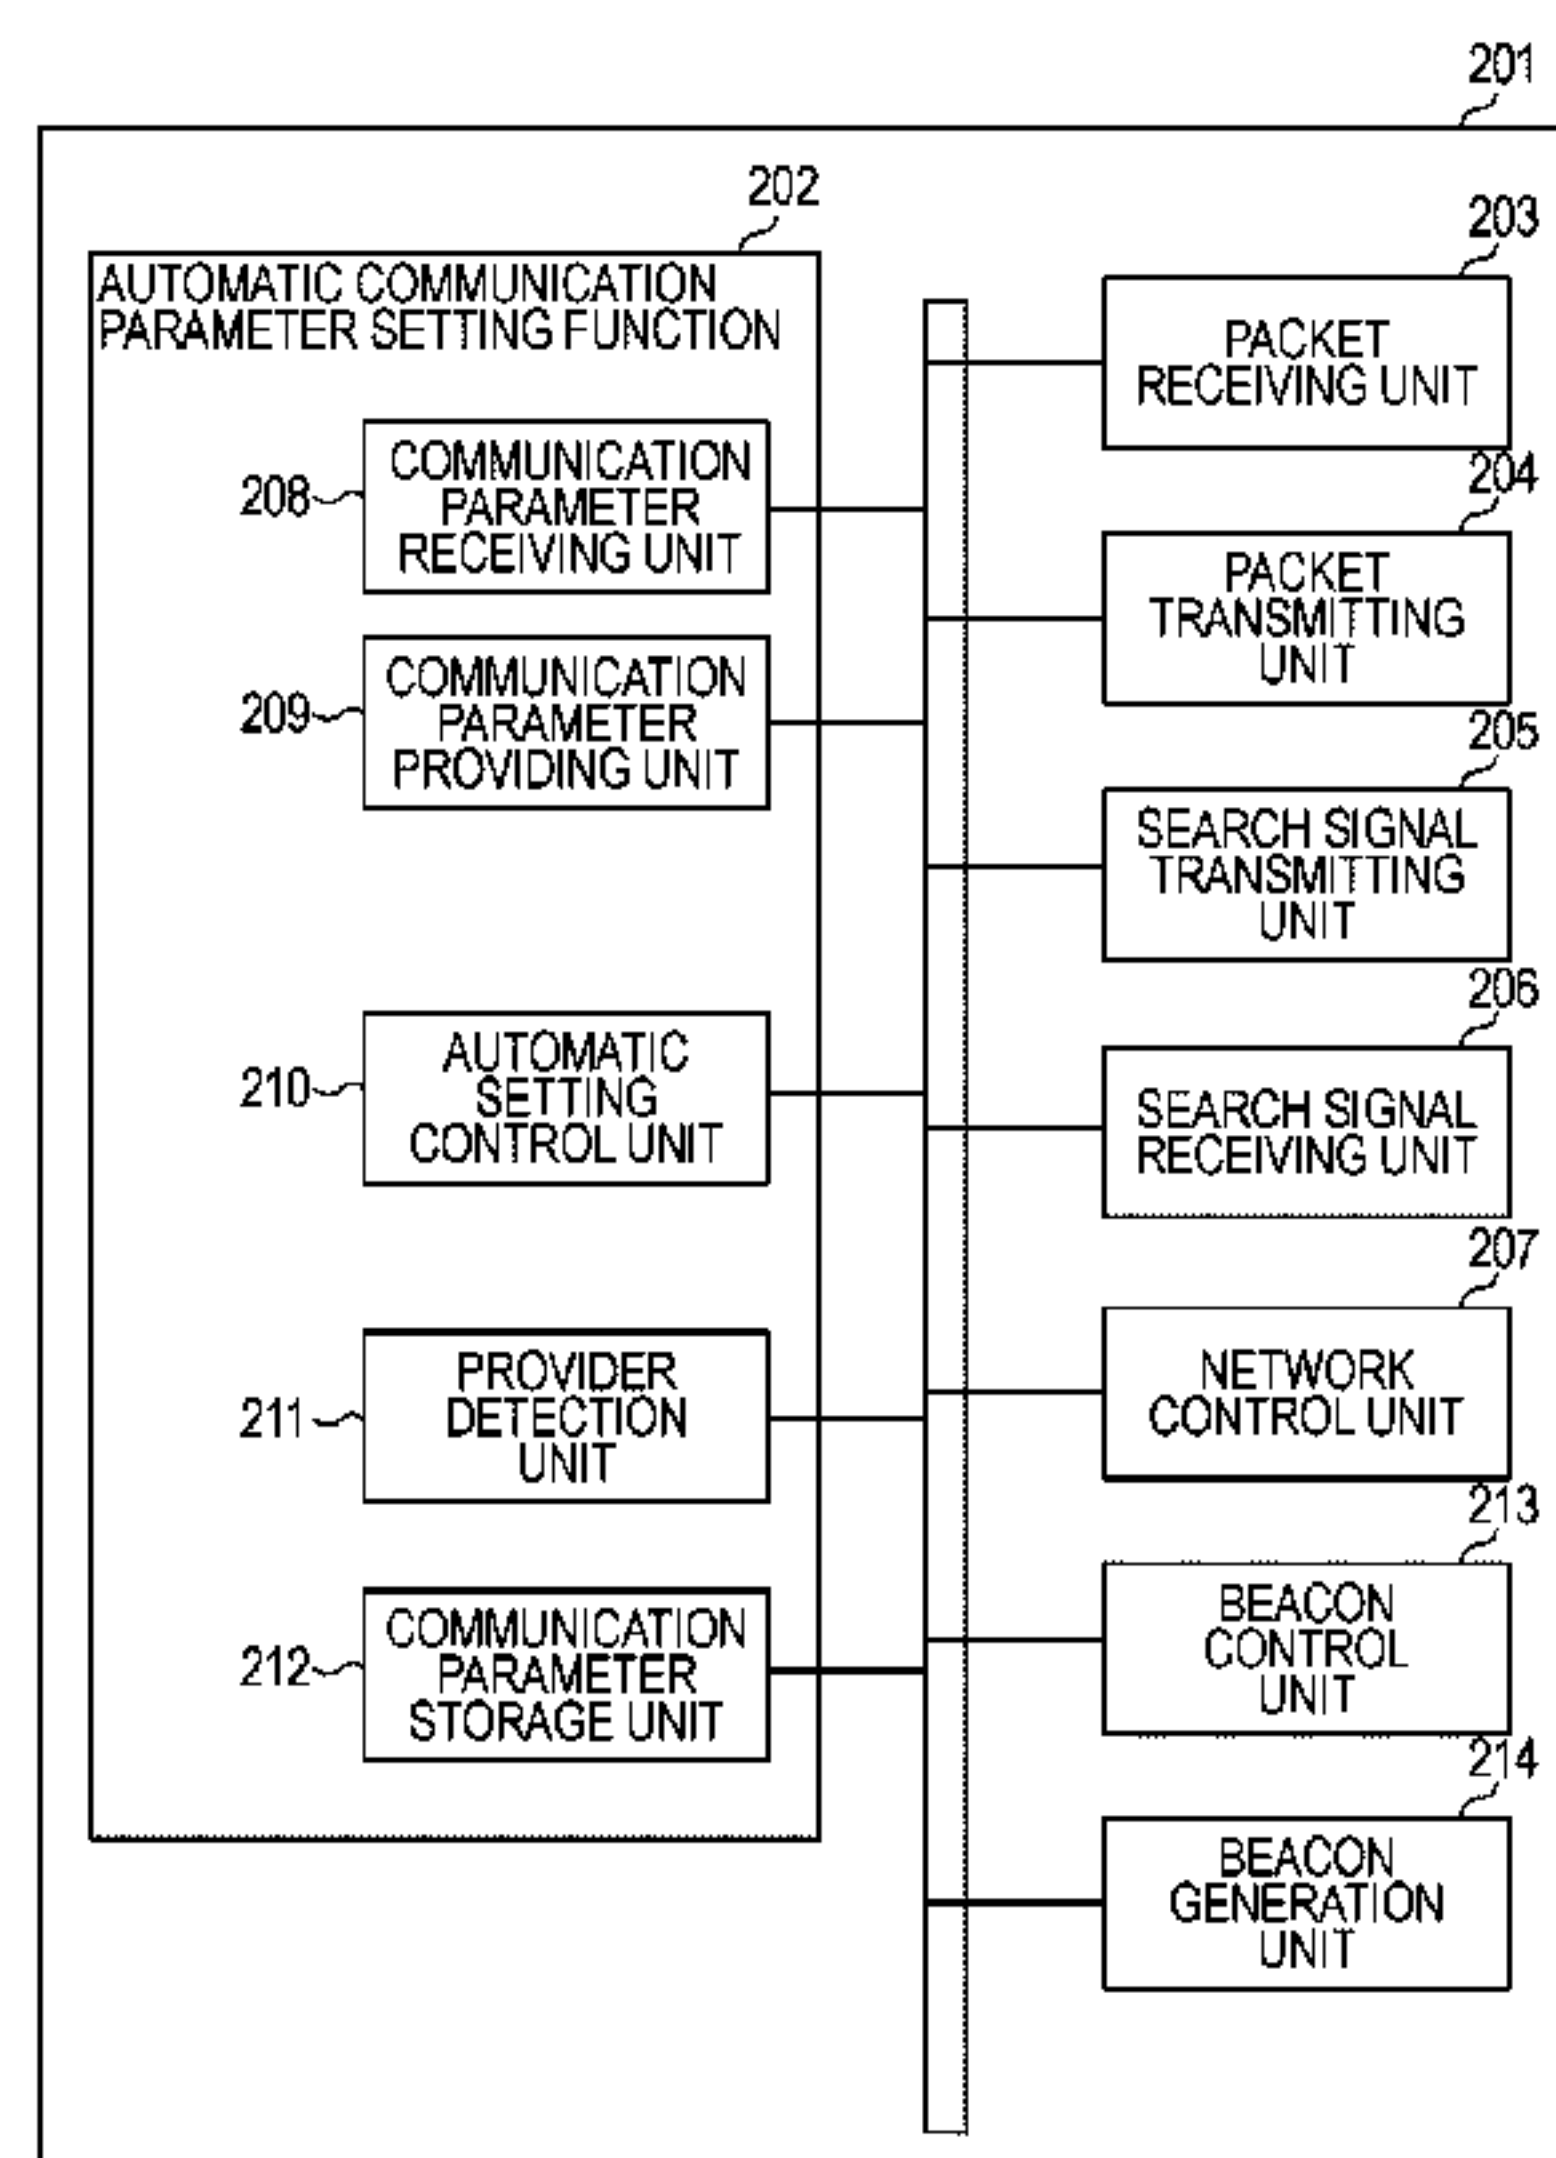 201
202
AUTOMATIC COMMUNICATION
PARAMETER SETTING FUNCTION
208
COMMUNICATION
PARAMETER
RECEIVING UNIT
209
COMMUNICATION
PARAMETER
PROVIDING UNIT
210
AUTOMATIC
SETTING
CONTROL UNIT
211
PROVIDER
DETECTION
UNIT
212
COMMUNICATION
PARAMETER
STORAGE UNIT
203
PACKET
RECEIVING UNIT
204
PACKET
TRANSMITTING
UNIT
205
SEARCH SIGNAL
TRANSMITTING
UNIT
206
SEARCH SIGNAL
RECEIVING UNIT
207
NETWORK
CONTROL UNIT
213
BEACON
CONTROL
UNIT
214
BEACON
GENERATION
UNIT